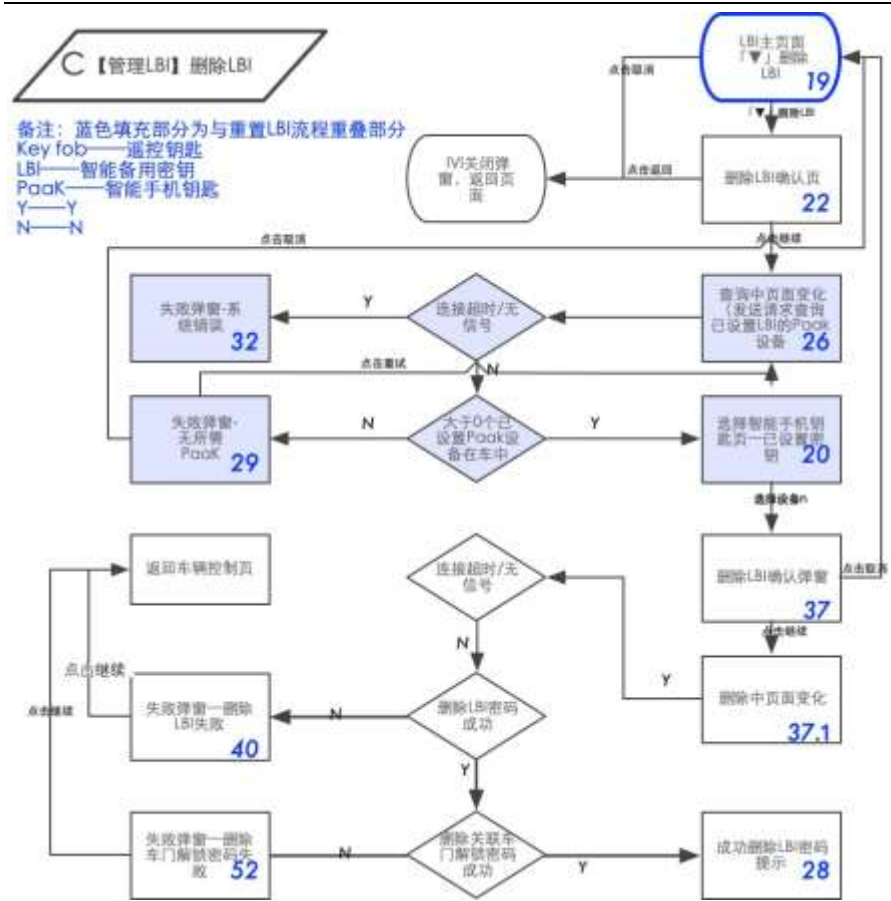 C【管理LBI】删除LBI
备注：蓝色填充部分为与重置LBI流程重叠部分
Key fob——遥控钥匙
LBI——智能备用密钥
PaaK——智能手机钥匙
Y——Y
N——N
LBI主页面
「▼」删除
LBI
19
点击取消
「▼」删除LBI
IVI关闭弹
窗，返回页
面
点击返回
删除LBI确认页
22
点击取消
点击继续
失败弹窗-系
统错误
32
Y
连接超时/无
信号
查询中页面变化
（发送请求查询
已设置LBI的Paak
设备
26
点击重试
N
失败弹窗-
无所需
PaaK
29
N
大于0个已
设置Paak设
备在车中
Y
选择智能手机钥
匙页—已设置密
钥
20
选择设备n
返回车辆控制页
连接超时/无
信号
删除LBI确认弹窗
37
点击取消
点击继续
N
点击继续
Y
删除中页面变化
37.1
点击继续
失败弹窗—删除
LBI失败
40
N
删除LBI密码
成功
Y
失败弹窗—删除
车门解锁密码失
败
52
N
删除关联车
门解锁密码
成功
Y
成功删除LBI密码
提示
28